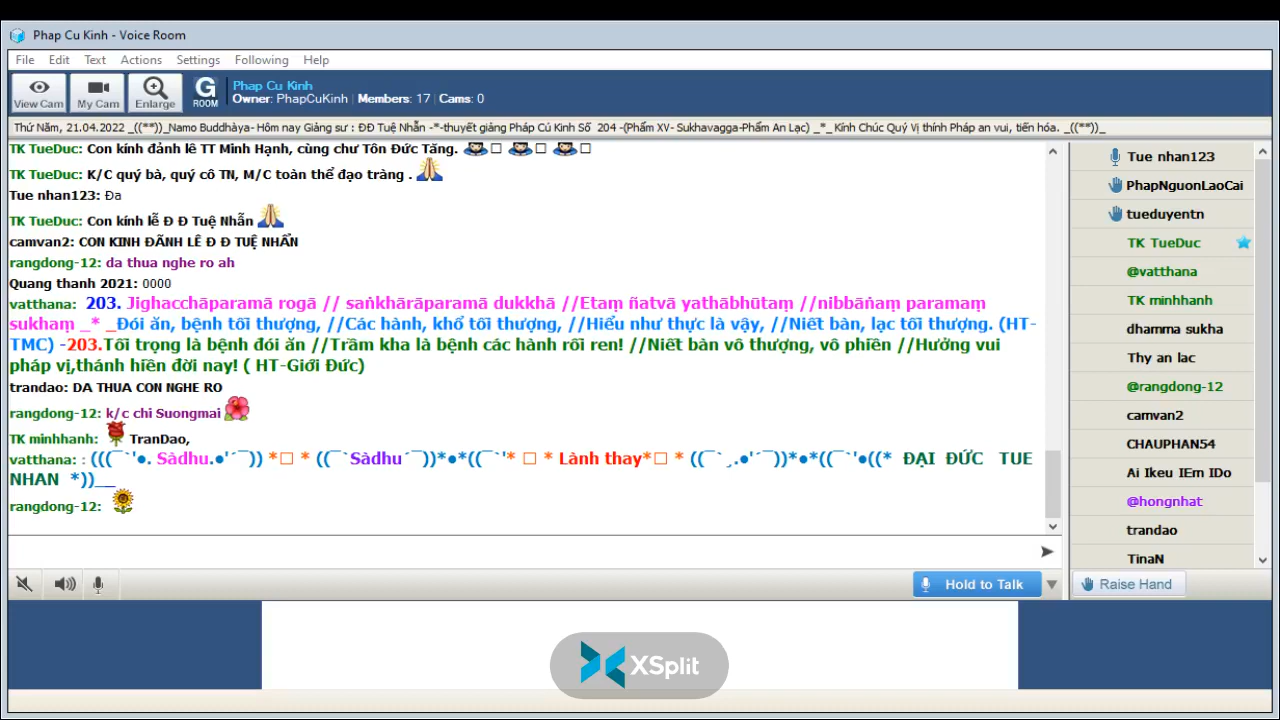 Phap Cu Kinh - Voice Room
File Edit Text Actions Settings Following Help
View Cam My Cam Enlarge G ROOM
Phap Cu Kinh
Owner: PhapCuKinh | Members: 17 | Cams: 0
Thứ Năm, 21.04.2022 _((**))_Namo Buddhàya- Hôm nay Giảng sư : ĐĐ Tuệ Nhẫn -*-thuyết giảng Pháp Cú Kinh Số 204 -(Phẩm XV- Sukhavagga-Phẩm An Lạc) _*_ Kính Chúc Quý Vị thính Pháp an vui, tiến hóa. _((**))_
TK TueDuc: Con kính đảnh lê TT Minh Hạnh, cùng chư Tôn Đức Tăng.
TK TueDuc: K/C quý bà, quý cô TN, M/C toàn thể đạo tràng .
Tue nhan123: Đa
TK TueDuc: Con kính lễ Đ Đ Tuệ Nhẫn
camvan2: CON KINH ĐÃNH LÊ Đ Đ TUỆ NHẨN
rangdong-12: da thua nghe ro ah
Quang thanh 2021: 0000
vatthana: 203. Jighacchāparamā rogā // saṅkhārāparamā dukkhā //Etaṃ ñatvā yathābhūtaṃ //nibbāṅaṃ paramaṃ
sukhaṃ _* _Đói ăn, bệnh tối thượng, //Các hành, khổ tối thượng, //Hiểu như thực là vậy, //Niết bàn, lạc tối thượng. (HT-
TMC) -203.Tối trọng là bệnh đói ăn //Trầm kha là bệnh các hành rối ren! //Niết bàn vô thượng, vô phiền //Hưởng vui
pháp vị,thánh hiền đời nay! ( HT-Giới Đức)
trandao: DA THUA CON NGHE RO
rangdong-12: k/c chi Suongmai
TK minhhanh: TranDao,
vatthana: : (((¯`'●. Sàdhu.●'´¯)) *□ * ((¯`Sàdhu´¯))*●*((¯`'* □ * Lành thay*□ * ((¯`¸.●'´¯))*●*((¯`'●((* ĐẠI ĐỨC TUE
NHAN *))__
rangdong-12:
Hold to Talk
Tue nhan123
PhapNguonLaoCai
tueduyentn
TK TueDuc
@vatthana
TK minhhanh
dhamma sukha
Thy an lac
@rangdong-12
camvan2
CHAUPHAN54
Ai Ikeu IEm IDo
@hongnhat
trandao
TinaN
Raise Hand
XSplit